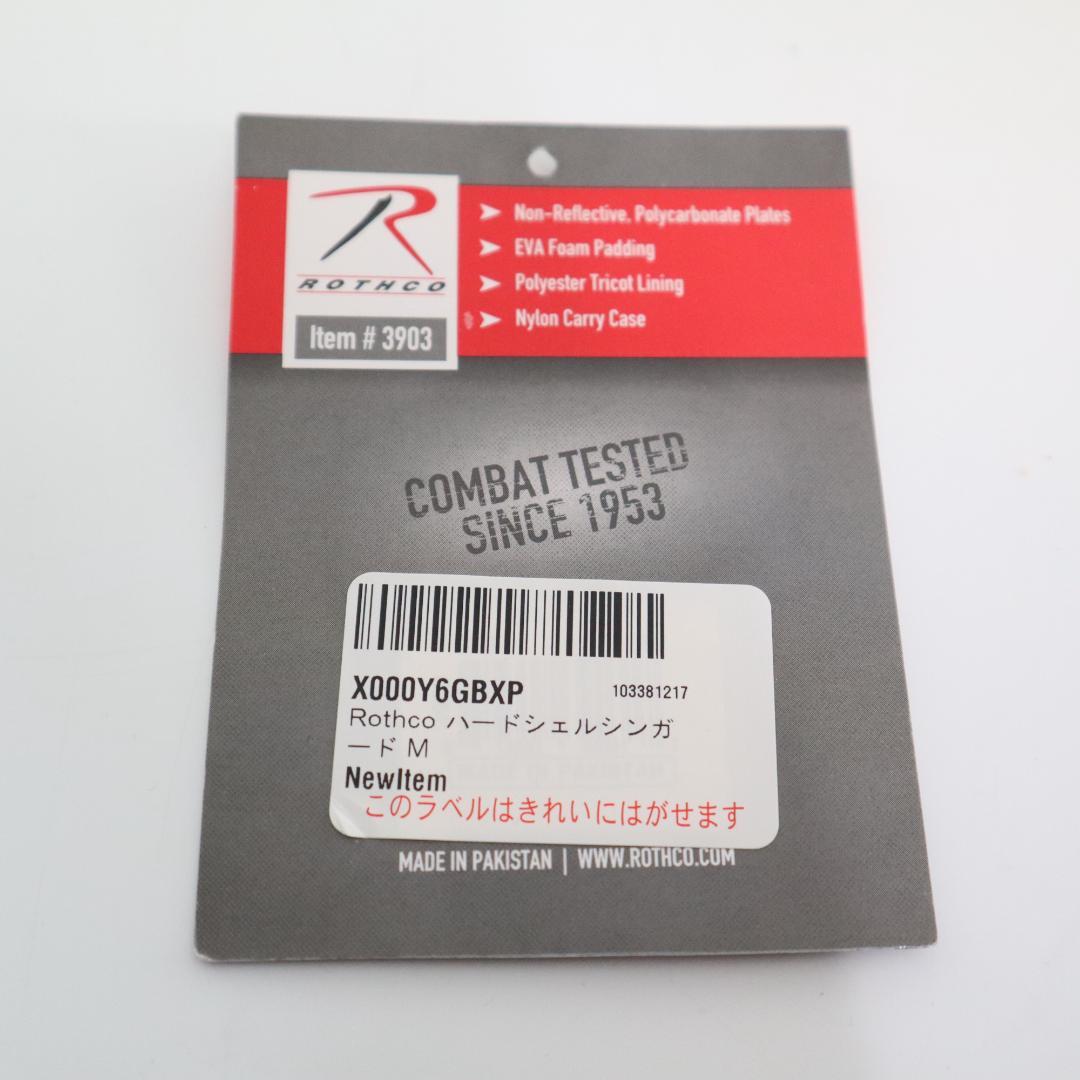 ROTHCO
Item # 3903
Non-Reflective, Polycarbonate Plates
EVA Foam Padding
Polyester Tricot Lining
Nylon Carry Case
COMBAT TESTED
SINCE 1953
X000Y6GBXP
103381217
Rothco ハードシェルシンガ
ード M
NewItem
このラベルはきれいにはがせます
MADE IN PAKISTAN | WWW.ROTHCO.COM